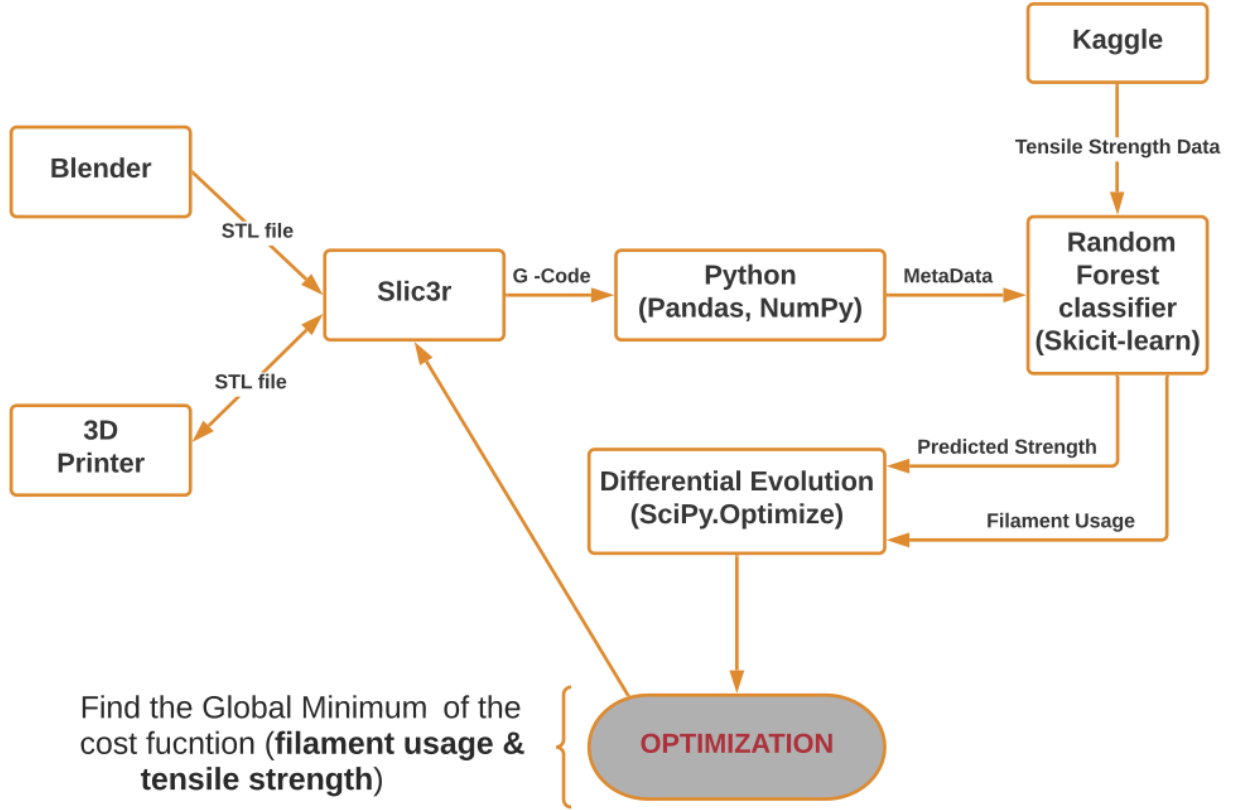 Kaggle
Tensile Strength Data
Blender
STL file
Slic3r
G -Code
Python
(Pandas, NumPy)
MetaData
Random
Forest
classifier
(Skicit-learn)
STL file
3D
Printer
Predicted Strength
Differential Evolution
(SciPy.Optimize)
Filament Usage
Find the Global Minimum of the
cost fucntion (filament usage &
tensile strength)
OPTIMIZATION